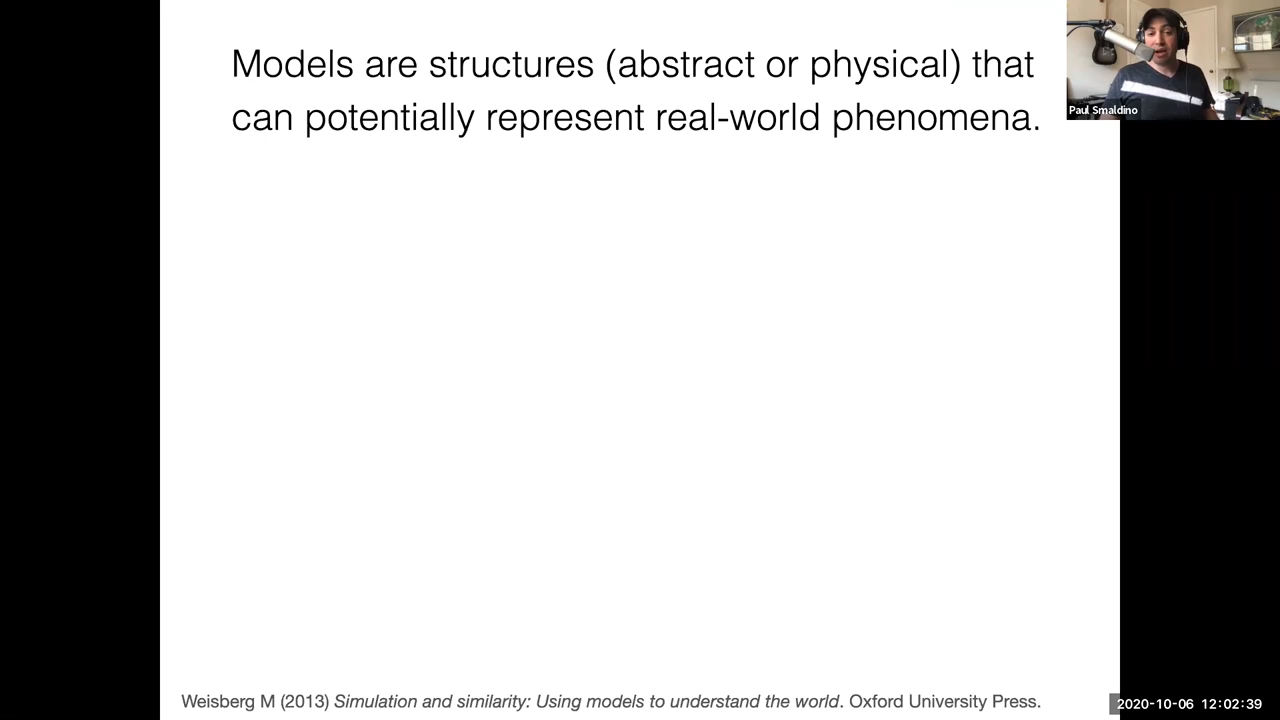 Models are structures (abstract or physical) that
can potentially represent real-world phenomena.
Paul Smaldino
Weisberg M (2013) Simulation and similarity: Using models to understand the world. Oxford University Press.
2020-10-06 12:02:39